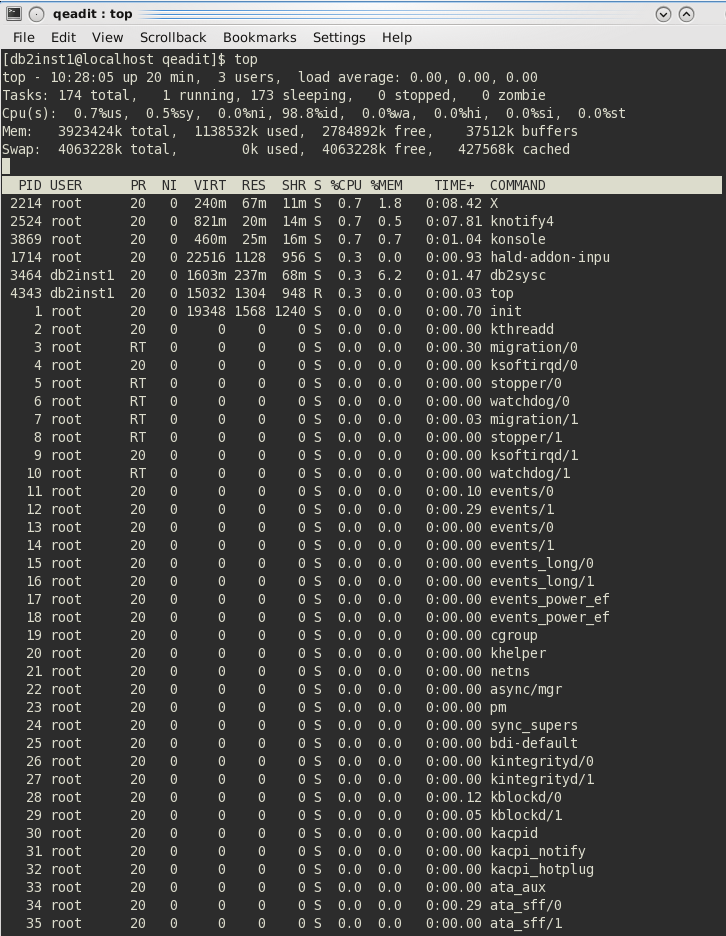 qeadit : top
File Edit View Scrollback Bookmarks Settings Help
[db2inst1@localhost qeadit]$ top
top - 10:28:05 up 20 min,  3 users,  load average: 0.00, 0.00, 0.00
Tasks: 174 total,   1 running, 173 sleeping,   0 stopped,   0 zombie
Cpu(s):  0.7%us,  0.5%sy,  0.0%ni, 98.8%id,  0.0%wa,  0.0%hi,  0.0%si,  0.0%st
Mem:   3923424k total,  1138532k used,  2784892k free,    37512k buffers
Swap:  4063228k total,        0k used,  4063228k free,   427568k cached
PID USER      PR  NI  VIRT  RES  SHR S %CPU %MEM    TIME+  COMMAND
2214 root      20   0  240m  67m  11m S  0.7  1.8   0:08.42 X
2524 root      20   0  821m  20m  14m S  0.7  0.5   0:07.81 knotify4
3869 root      20   0  460m  25m  16m S  0.7  0.7   0:01.04 konsole
1714 root      20   0 22516 1128  956 S  0.3  0.0   0:00.93 hald-addon-inpu
3464 db2inst1  20   0 1603m 237m  68m S  0.3  6.2   0:01.47 db2sysc
4343 db2inst1  20   0 15032 1304  948 R  0.3  0.0   0:00.03 top
1 root      20   0 19348 1568 1240 S  0.0  0.0   0:00.70 init
2 root      20   0     0    0    0 S  0.0  0.0   0:00.00 kthreadd
3 root      RT   0     0    0    0 S  0.0  0.0   0:00.30 migration/0
4 root      20   0     0    0    0 S  0.0  0.0   0:00.00 ksoftirqd/0
5 root      RT   0     0    0    0 S  0.0  0.0   0:00.00 stopper/0
6 root      RT   0     0    0    0 S  0.0  0.0   0:00.00 watchdog/0
7 root      RT   0     0    0    0 S  0.0  0.0   0:00.03 migration/1
8 root      RT   0     0    0    0 S  0.0  0.0   0:00.00 stopper/1
9 root      20   0     0    0    0 S  0.0  0.0   0:00.00 ksoftirqd/1
10 root      RT   0     0    0    0 S  0.0  0.0   0:00.00 watchdog/1
11 root      20   0     0    0    0 S  0.0  0.0   0:00.10 events/0
12 root      20   0     0    0    0 S  0.0  0.0   0:00.29 events/1
13 root      20   0     0    0    0 S  0.0  0.0   0:00.00 events/0
14 root      20   0     0    0    0 S  0.0  0.0   0:00.00 events/1
15 root      20   0     0    0    0 S  0.0  0.0   0:00.00 events_long/0
16 root      20   0     0    0    0 S  0.0  0.0   0:00.00 events_long/1
17 root      20   0     0    0    0 S  0.0  0.0   0:00.00 events_power_ef
18 root      20   0     0    0    0 S  0.0  0.0   0:00.00 events_power_ef
19 root      20   0     0    0    0 S  0.0  0.0   0:00.00 cgroup
20 root      20   0     0    0    0 S  0.0  0.0   0:00.00 khelper
21 root      20   0     0    0    0 S  0.0  0.0   0:00.00 netns
22 root      20   0     0    0    0 S  0.0  0.0   0:00.00 async/mgr
23 root      20   0     0    0    0 S  0.0  0.0   0:00.00 pm
24 root      20   0     0    0    0 S  0.0  0.0   0:00.00 sync_supers
25 root      20   0     0    0    0 S  0.0  0.0   0:00.00 bdi-default
26 root      20   0     0    0    0 S  0.0  0.0   0:00.00 kintegrityd/0
27 root      20   0     0    0    0 S  0.0  0.0   0:00.00 kintegrityd/1
28 root      20   0     0    0    0 S  0.0  0.0   0:00.12 kblockd/0
29 root      20   0     0    0    0 S  0.0  0.0   0:00.05 kblockd/1
30 root      20   0     0    0    0 S  0.0  0.0   0:00.00 kacpid
31 root      20   0     0    0    0 S  0.0  0.0   0:00.00 kacpi_notify
32 root      20   0     0    0    0 S  0.0  0.0   0:00.00 kacpi_hotplug
33 root      20   0     0    0    0 S  0.0  0.0   0:00.00 ata_aux
34 root      20   0     0    0    0 S  0.0  0.0   0:00.29 ata_sff/0
35 root      20   0     0    0    0 S  0.0  0.0   0:00.00 ata_sff/1